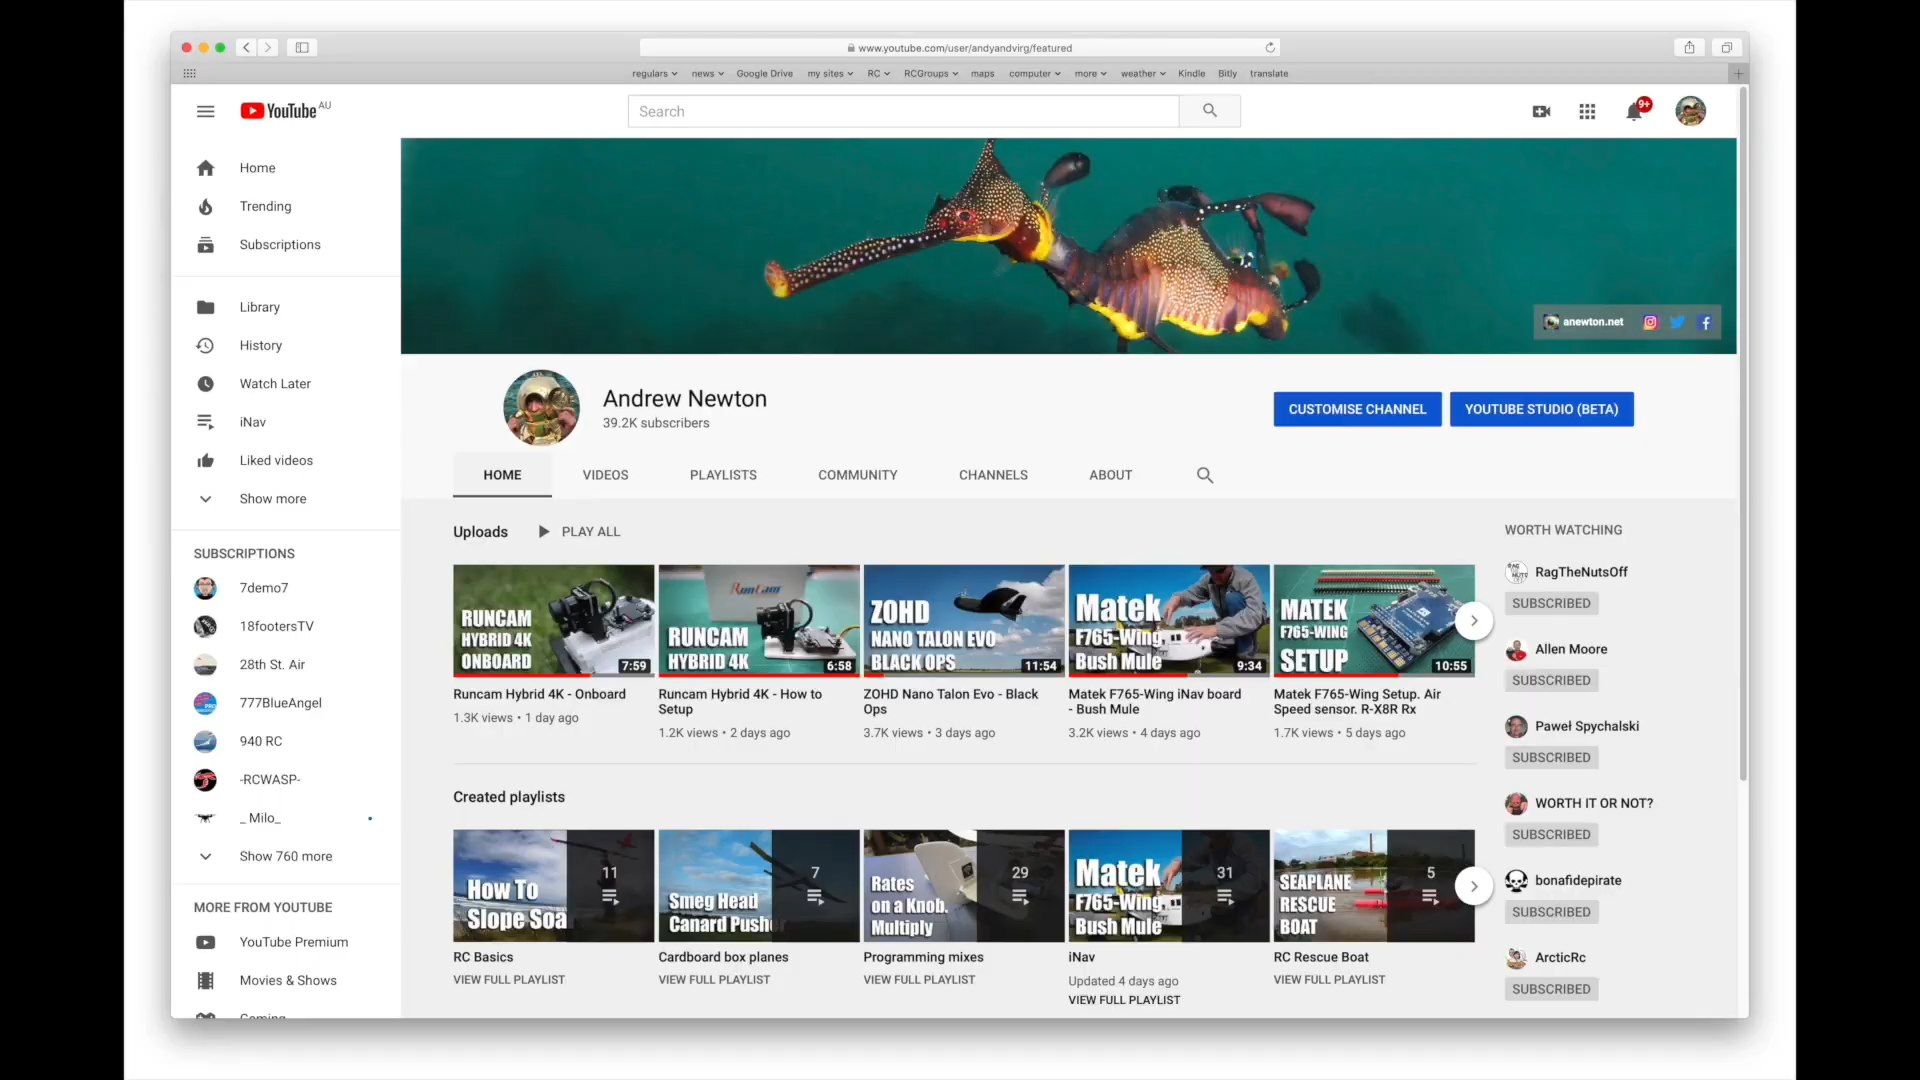 www.youtube.com/user/andyandvirg/featured
regulars news Google Drive my sites RC RCGroups maps computer more weather Kindle Bitly translate
YouTube AU
Search
9+
Home
Trending
Subscriptions
Library
History
Watch Later
iNav
Liked videos
Show more
SUBSCRIPTIONS
7demo7
18footersTV
28th St. Air
777BlueAngel
940 RC
-RCWASP-
_ Milo_
Show 760 more
MORE FROM YOUTUBE
YouTube Premium
Movies & Shows
anewton.net
Andrew Newton
39.2K subscribers
CUSTOMISE CHANNEL
YOUTUBE STUDIO (BETA)
HOME VIDEOS PLAYLISTS COMMUNITY CHANNELS ABOUT
Uploads PLAY ALL
RUNCAM
HYBRID 4K
ONBOARD
7:59
Runcam Hybrid 4K - Onboard
1.3K views • 1 day ago
RunCam
RUNCAM
HYBRID 4K
6:58
Runcam Hybrid 4K - How to
Setup
1.2K views • 2 days ago
ZOHD
NANO TALON EVO
BLACK OPS
11:54
ZOHD Nano Talon Evo - Black
Ops
3.7K views • 3 days ago
Matek
F765-Wing
Bush Mule
9:34
Matek F765-Wing iNav board
- Bush Mule
3.2K views • 4 days ago
MATEK
F765-WING
SETUP
10:55
Matek F765-Wing Setup. Air
Speed sensor. R-X8R Rx
1.7K views • 5 days ago
Created playlists
How To
Slope Soa
11
RC Basics
VIEW FULL PLAYLIST
Smeg Head
Canard Push
7
Cardboard box planes
VIEW FULL PLAYLIST
Rates
on a Knob.
Multiply
29
Programming mixes
VIEW FULL PLAYLIST
Matek
F765-Wing
Bush Mule
31
iNav
Updated 4 days ago
VIEW FULL PLAYLIST
SEAPLANE
RESCUE
BOAT
5
RC Rescue Boat
VIEW FULL PLAYLIST
WORTH WATCHING
RagTheNutsOff
SUBSCRIBED
Allen Moore
SUBSCRIBED
Paweł Spychalski
SUBSCRIBED
WORTH IT OR NOT?
SUBSCRIBED
bonafidepirate
SUBSCRIBED
ArcticRc
SUBSCRIBED